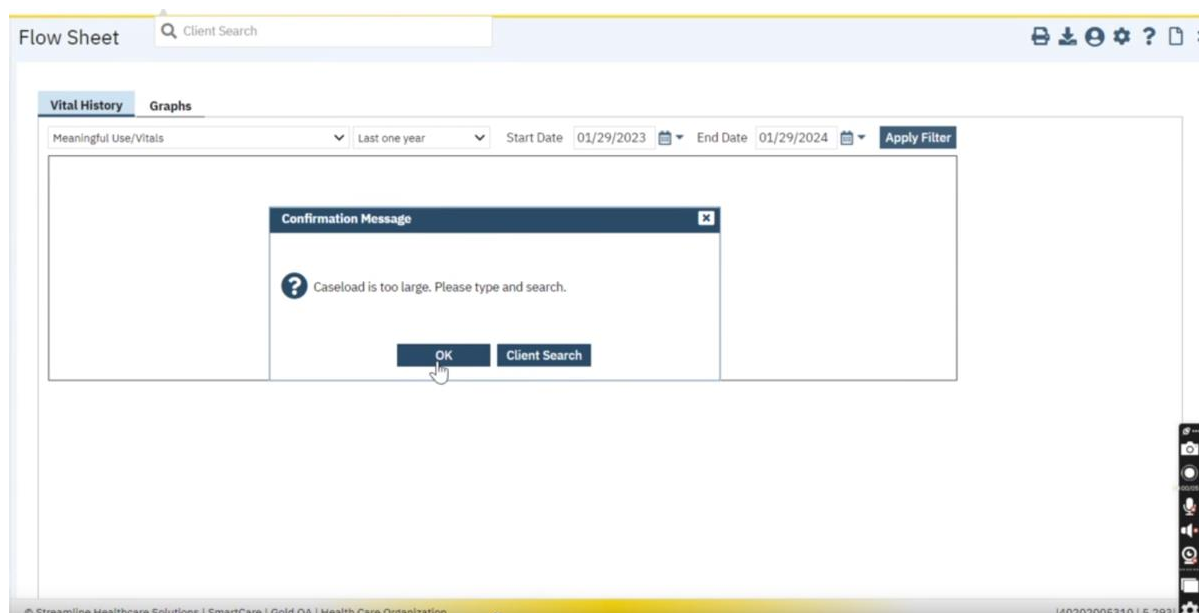 Flow Sheet
Client Search
Vital History Graphs
Meaningful Use/Vitals Last one year Start Date 01/29/2023 End Date 01/29/2024 Apply Filter
Confirmation Message
Caseload is too large. Please type and search.
OK Client Search
© Streamline Healthcare Solutions | SmartCare | Gold QA | Health Care Organization